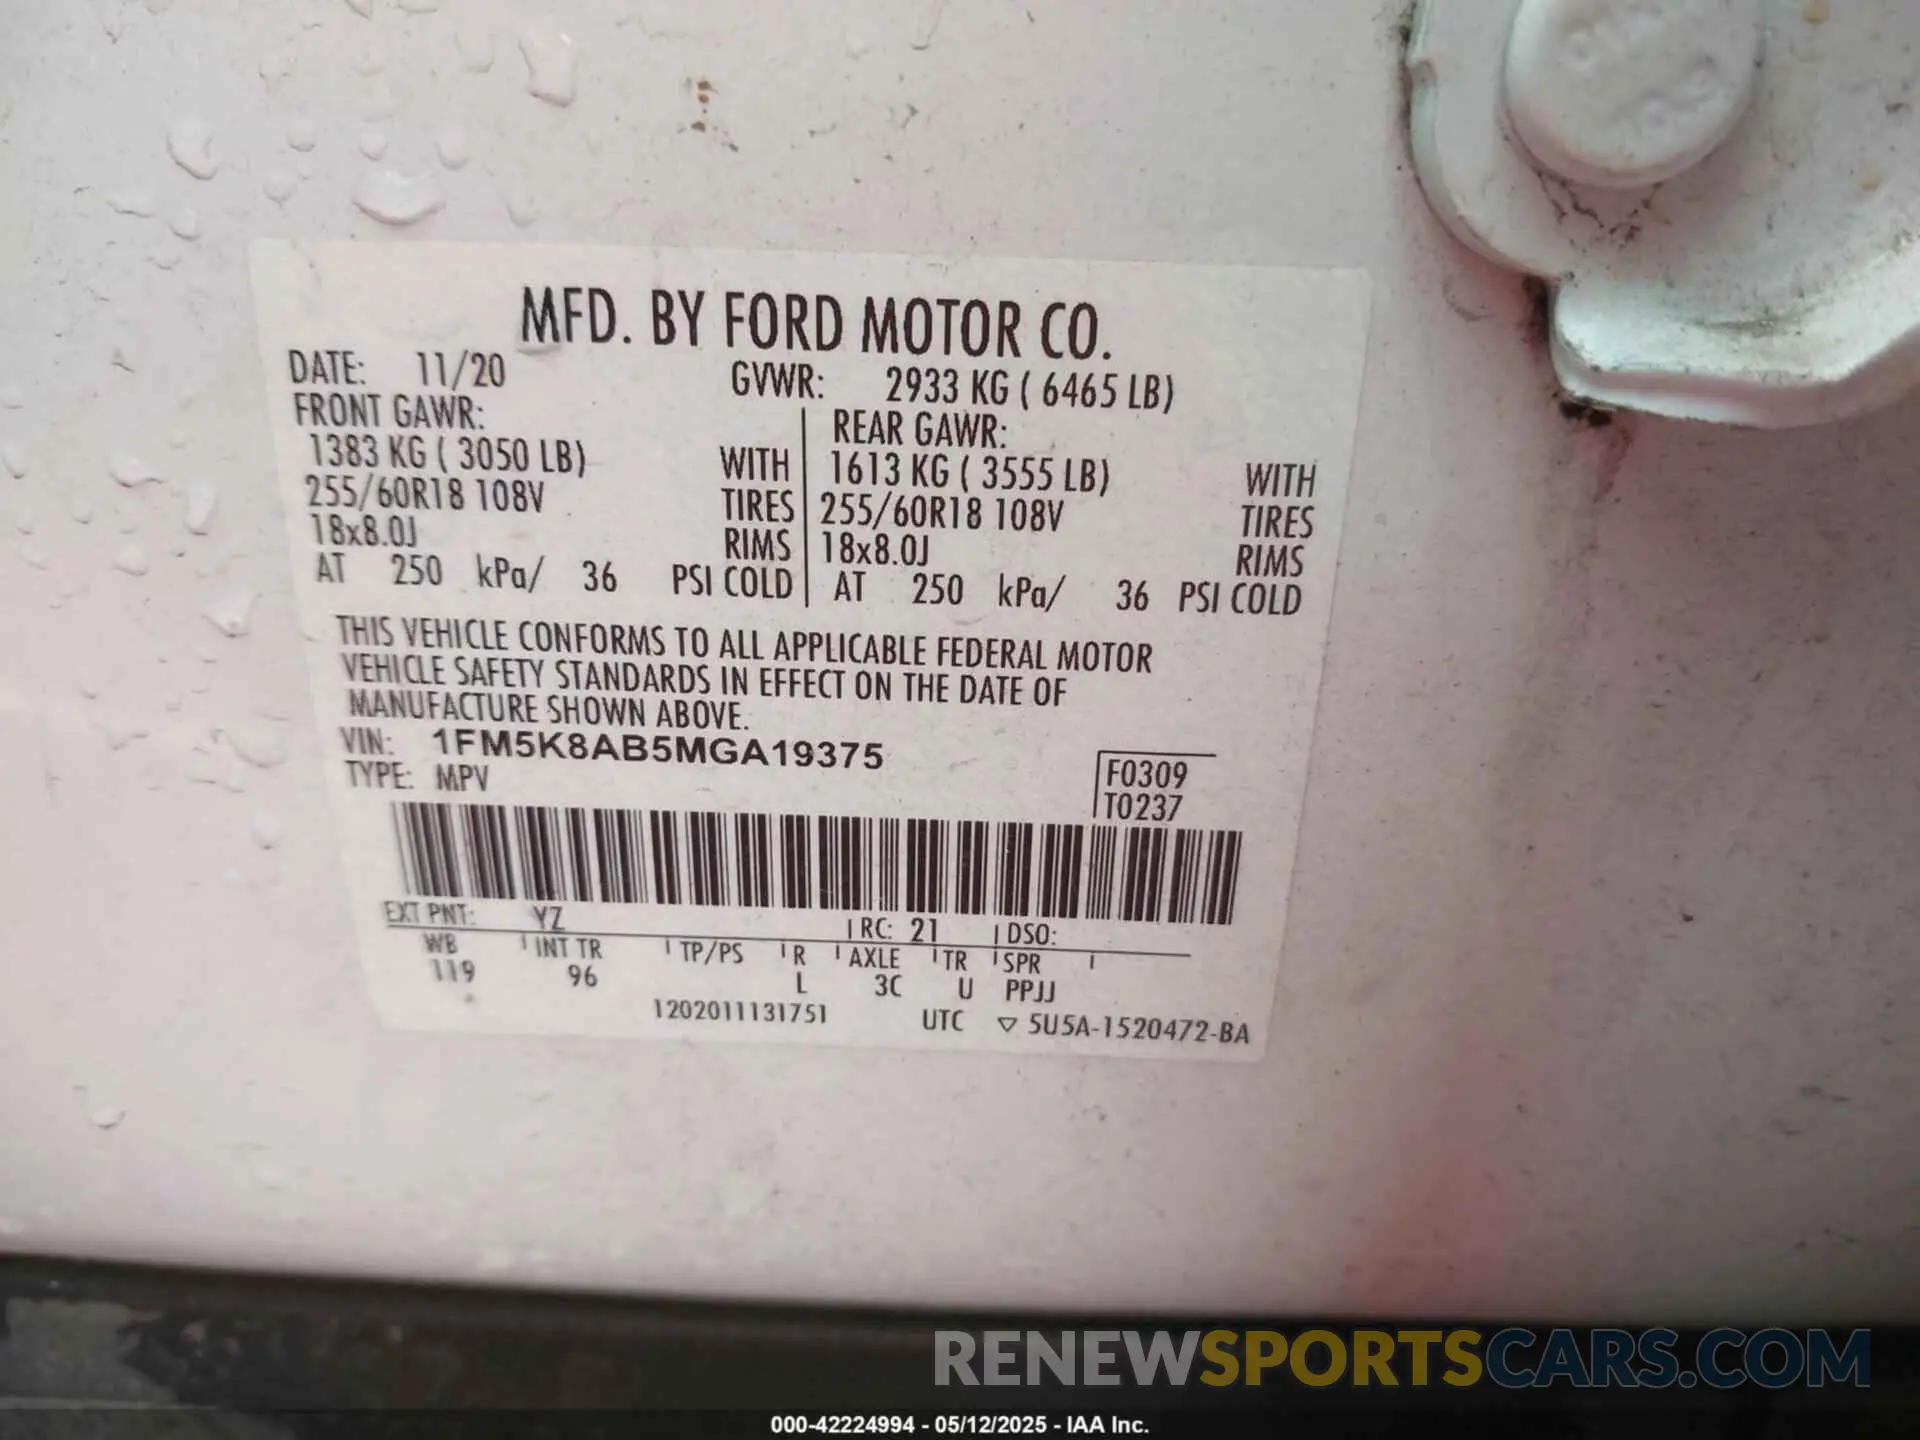 MFD. BY FORD MOTOR CO.
DATE: 11/20 GVWR: 2933 KG ( 6465 LB)
FRONT GAWR: REAR GAWR:
1383 KG ( 3050 LB) WITH 1613 KG ( 3555 LB) WITH
255/60R18 108V TIRES 255/60R18 108V TIRES
18x8.0J RIMS 18x8.0J RIMS
AT 250 kPa/ 36 PSI COLD AT 250 kPa/ 36 PSI COLD
THIS VEHICLE CONFORMS TO ALL APPLICABLE FEDERAL MOTOR
VEHICLE SAFETY STANDARDS IN EFFECT ON THE DATE OF
MANUFACTURE SHOWN ABOVE.
VIN: 1FM5K8AB5MGA19375
TYPE: MPV
F0309
T0237
EXT PNT: YZ RC: 21 DSO:
WB INT TR TP/PS R AXLE TR SPR
119 96 L 3C U PPJJ
1202011131751 UTC ▽ 5U5A-1520472-BA
RENEWSPORTSCARS.COM
000-42224994 - 05/12/2025 - IAA Inc.